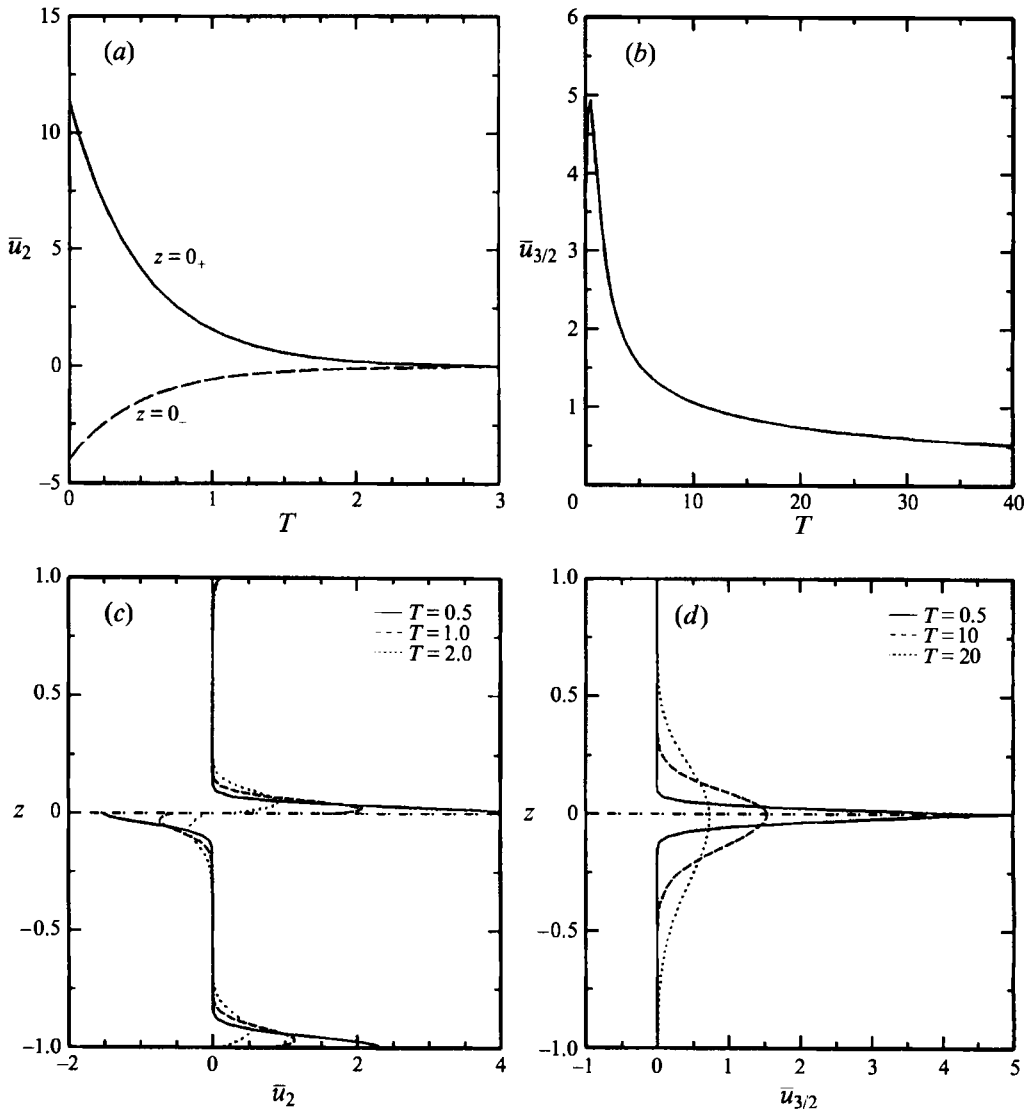 (a)
15
10
5
0
−5
ū₂
z = 0₊
z = 0₋
0
1
2
3
T
(b)
6
5
4
3
2
1
ū₃/₂
0
10
20
30
40
T
(c)
1.0
0.5
0
−0.5
−1.0
z
T = 0.5
T = 1.0
T = 2.0
−2
0
2
4
ū₂
(d)
1.0
0.5
0
−0.5
−1.0
z
T = 0.5
T = 10
T = 20
−1
0
1
2
3
4
5
ū₃/₂